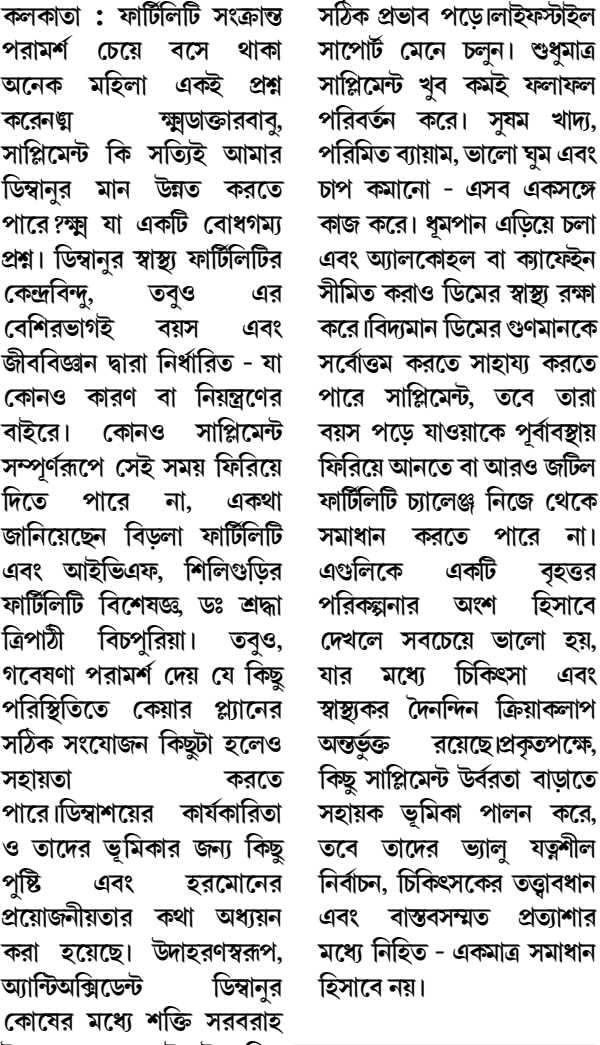 কলকাতা : ফার্টিলিটি সংক্রান্ত
পরামর্শ চেয়ে বসে থাকা
অনেক মহিলা একই প্রশ্ন
করেনঙ্খ ক্ষ্মডাক্তারবাবু,
সাপ্লিমেন্ট কি সত্যিই আমার
ডিম্বানুর মান উন্নত করতে
পারে?ক্ষ্ম যা একটি বোধগম্য
প্রশ্ন। ডিম্বানুর স্বাস্থ্য ফার্টিলিটির
কেন্দ্রবিন্দু, তবুও এর
বেশিরভাগই বয়স এবং
জীববিজ্ঞান দ্বারা নির্ধারিত - যা
কোনও কারণ বা নিয়ন্ত্রণের
বাইরে। কোনও সাপ্লিমেন্ট
সম্পূর্ণরূপে সেই সময় ফিরিয়ে
দিতে পারে না, একথা
জানিয়েছেন বিড়লা ফার্টিলিটি
এবং আইভিএফ, শিলিগুড়ির
ফার্টিলিটি বিশেষজ্ঞ, ডঃ শ্রদ্ধা
ত্রিপাঠী বিচপুরিয়া। তবুও,
গবেষণা পরামর্শ দেয় যে কিছু
পরিস্থিতিতে কেয়ার প্ল্যানের
সঠিক সংযোজন কিছুটা হলেও
সহায়তা করতে
পারে।ডিম্বাশয়ের কার্যকারিতা
ও তাদের ভূমিকার জন্য কিছু
পুষ্টি এবং হরমোনের
প্রয়োজনীয়তার কথা অধ্যয়ন
করা হয়েছে। উদাহরণস্বরূপ,
অ্যান্টিঅক্সিডেন্ট ডিম্বানুর
কোষের মধ্যে শক্তি সরবরাহ
সঠিক প্রভাব পড়ে।লাইফস্টাইল
সাপোর্ট মেনে চলুন। শুধুমাত্র
সাপ্লিমেন্ট খুব কমই ফলাফল
পরিবর্তন করে। সুষম খাদ্য,
পরিমিত ব্যায়াম, ভালো ঘুম এবং
চাপ কমানো - এসব একসঙ্গে
কাজ করে। ধূমপান এড়িয়ে চলা
এবং অ্যালকোহল বা ক্যাফেইন
সীমিত করাও ডিমের স্বাস্থ্য রক্ষা
করে।বিদ্যমান ডিমের গুণমানকে
সর্বোত্তম করতে সাহায্য করতে
পারে সাপ্লিমেন্ট, তবে তারা
বয়স পড়ে যাওয়াকে পূর্বাবস্থায়
ফিরিয়ে আনতে বা আরও জটিল
ফার্টিলিটি চ্যালেঞ্জ নিজে থেকে
সমাধান করতে পারে না।
এগুলিকে একটি বৃহত্তর
পরিকল্পনার অংশ হিসাবে
দেখলে সবচেয়ে ভালো হয়,
যার মধ্যে চিকিৎসা এবং
স্বাস্থ্যকর দৈনন্দিন ক্রিয়াকলাপ
অন্তর্ভুক্ত রয়েছে।প্রকৃতপক্ষে,
কিছু সাপ্লিমেন্ট উর্বরতা বাড়াতে
সহায়ক ভূমিকা পালন করে,
তবে তাদের ভ্যালু যত্নশীল
নির্বাচন, চিকিৎসকের তত্ত্বাবধান
এবং বাস্তবসম্মত প্রত্যাশার
মধ্যে নিহিত - একমাত্র সমাধান
হিসাবে নয়।